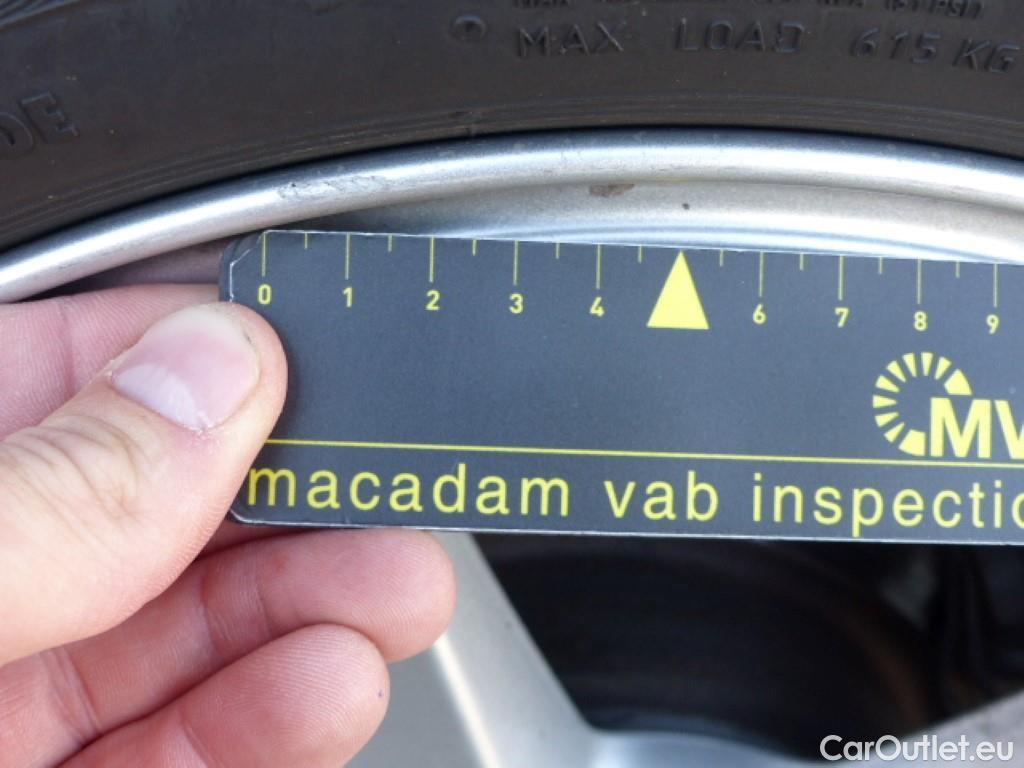 MAX LOAD 615 KG
DE
0 1 2 3 4 6 7 8 9
MV
macadam vab inspectio
CarOutlet.eu